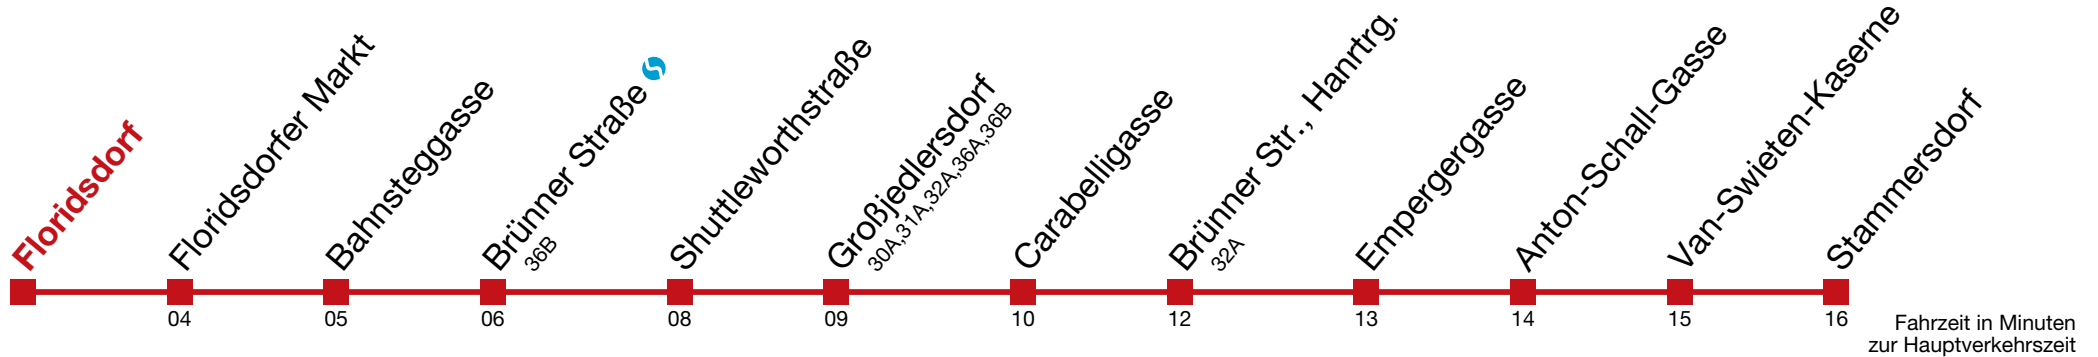 Floridsdorf
Floridsdorfer Markt
Bahnsteggasse
Brünner Straße
36B
Shuttleworthstraße
Großjedlersdorf
30A,31A,32A,36A,36B
Carabelligasse
Brünner Str., Hanrtrg.
32A
Empergergasse
Anton-Schall-Gasse
Van-Swieten-Kaserne
Stammersdorf
04 05 06 08 09 10 12 13 14 15 16
Fahrzeit in Minuten
zur Hauptverkehrszeit